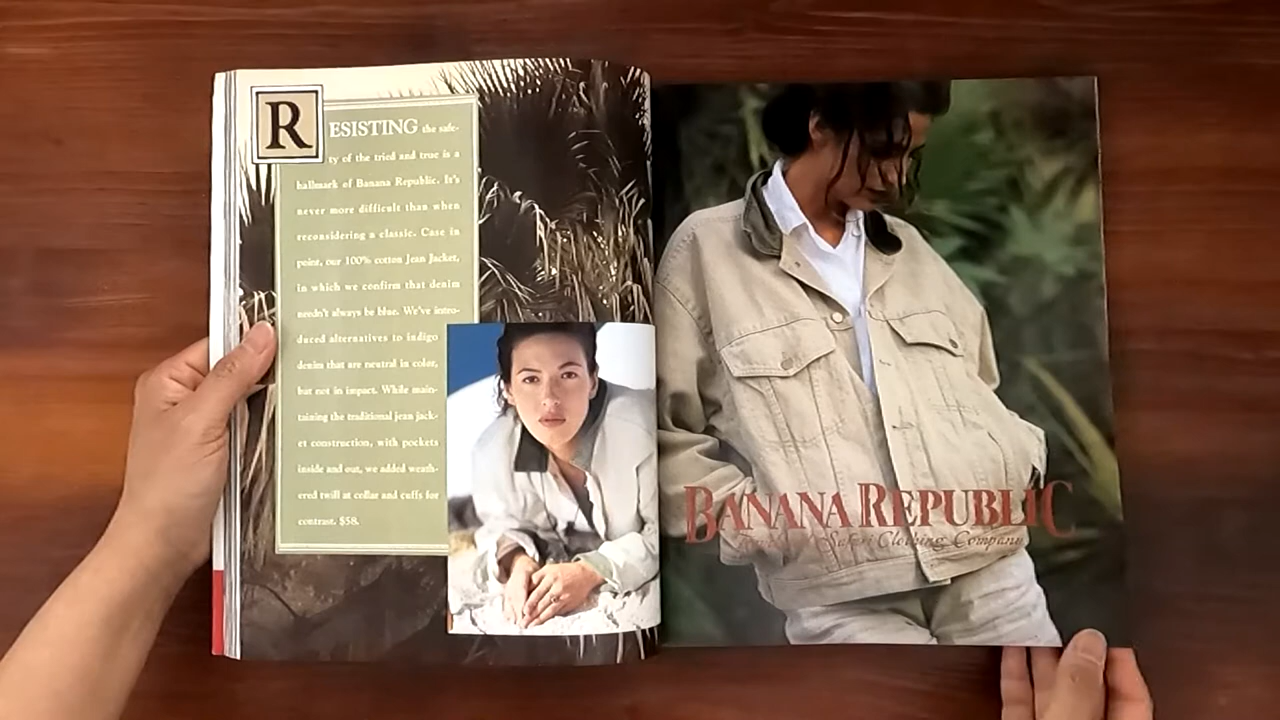 RESISTING the safe-
ty of the tried and true is a
hallmark of Banana Republic. It's
never more difficult than when
reconsidering a classic. Case in
point, our 100% cotton Jean Jacket,
in which we confirm that denim
needn't always be blue. We've intro-
duced alternatives to indigo
denim that are neutral in color,
but not in impact. While main-
taining the traditional jean jack-
et construction, with pockets
inside and out, we added weath-
ered twill at collar and cuffs for
contrast. $58.
BANANA REPUBLIC
Safari Clothing Company